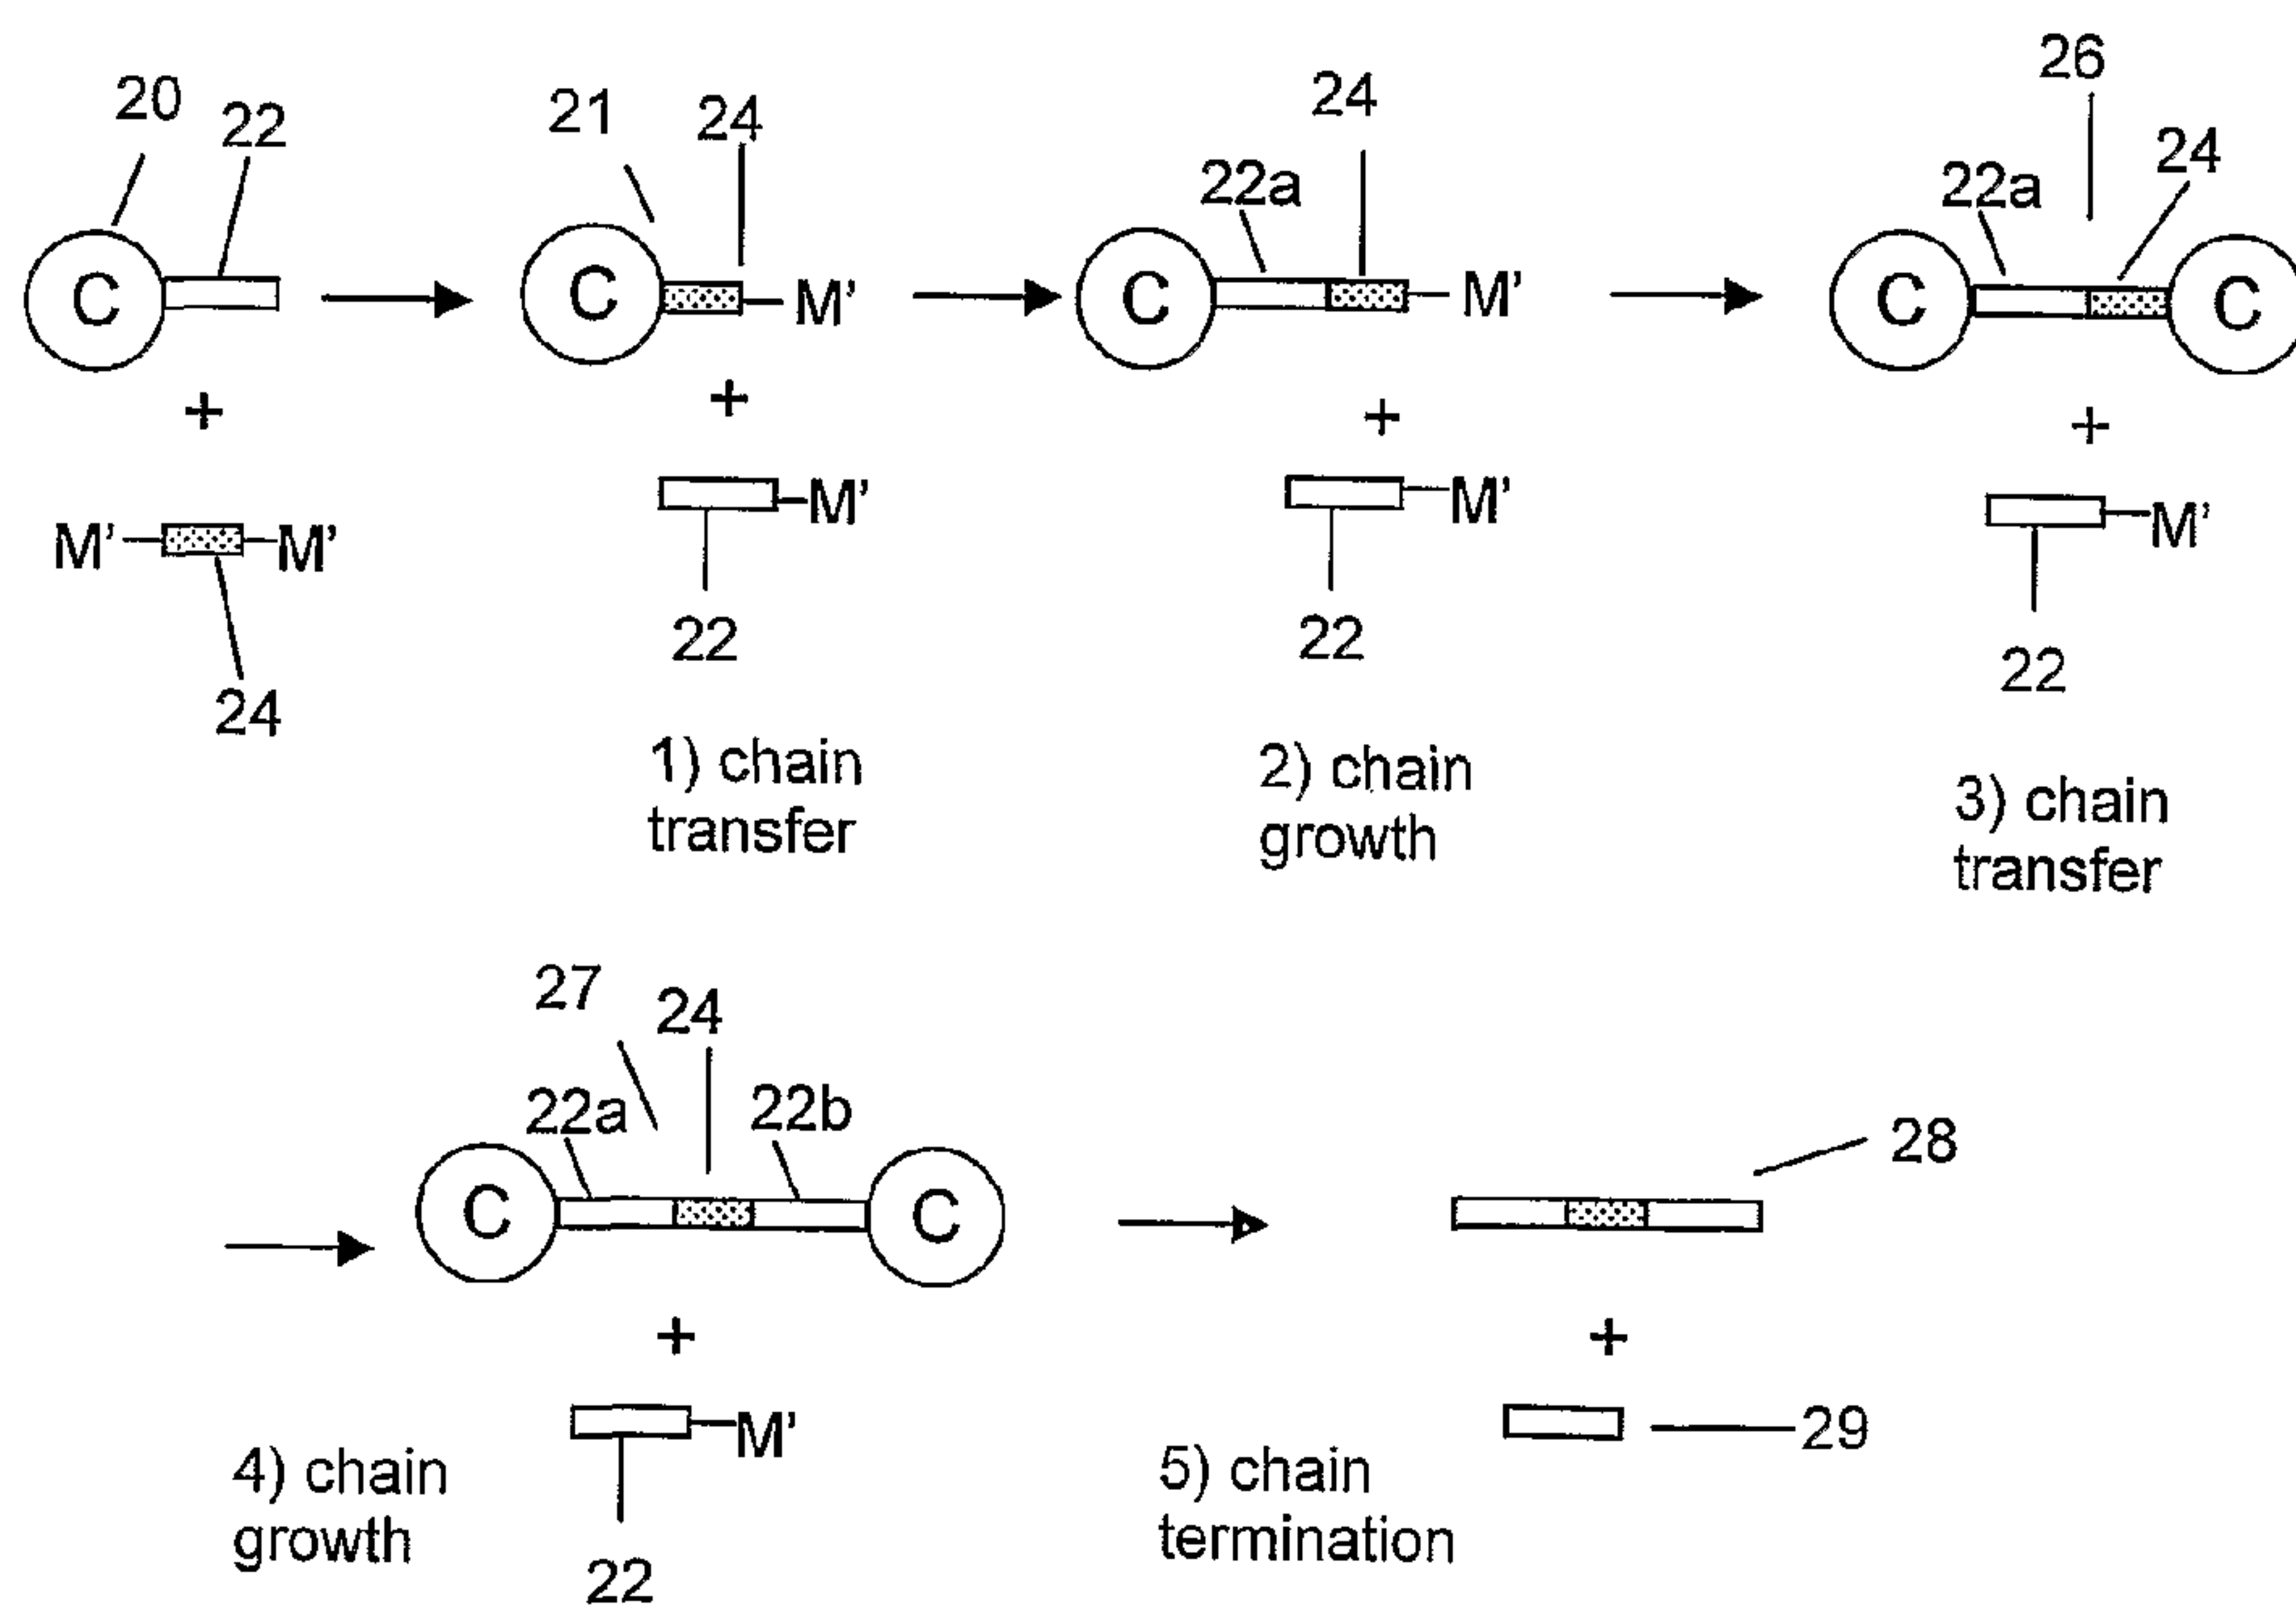 20
22
C
+
M' M'
24
21
24
C M'
+
M'
22
1) chain
transfer
24
22a
C M'
+
M'
22
2) chain
growth
26
24
22a
C C
+
M'
22
3) chain
transfer
27
24
22a
22b
C C
+
M'
22
4) chain
growth
28
+
29
5) chain
termination